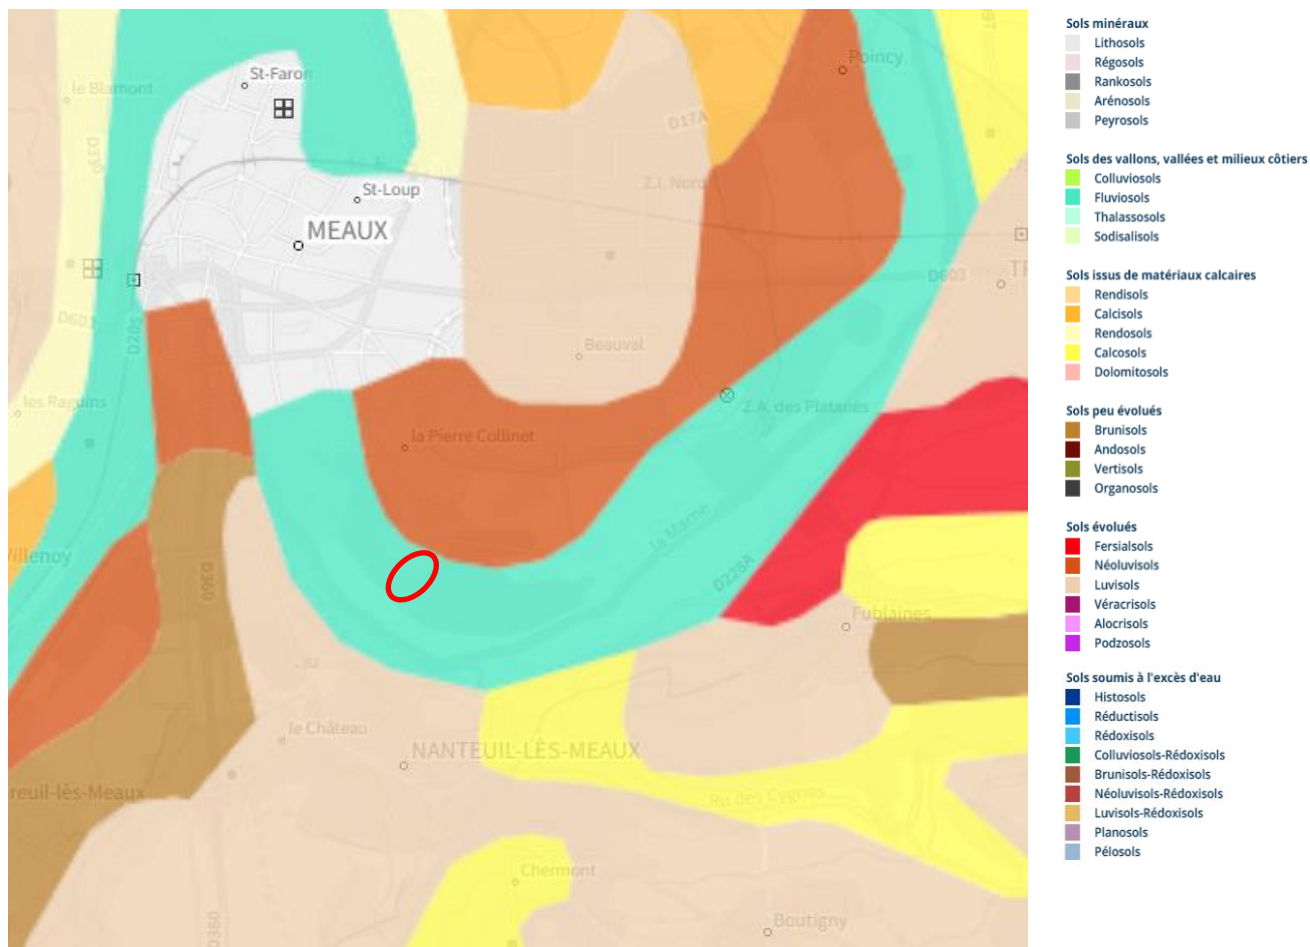 St-Faron
le Blamont
Poincy
D17A
Z.I. Nord
St-Loup
MEAUX
D603
D603
Beauval
les Raguins
Z.A. des Platanes
la Pierre Collinet
la Marne
Villenoy
D360
D228A
Fublaines
le Château
NANTEUIL-LÈS-MEAUX
reuil-lès-Meaux
Ru des Cygnes
Chermont
D360
Boutigny
Sols minéraux
Lithosols
Régosols
Rankosols
Arénosols
Peyrosols
Sols des vallons, vallées et milieux côtiers
Colluviosols
Fluviosols
Thalassosols
Sodisalisols
Sols issus de matériaux calcaires
Rendisols
Calcisols
Rendosols
Calcosols
Dolomitosols
Sols peu évolués
Brunisols
Andosols
Vertisols
Organosols
Sols évolués
Fersialsols
Néoluvisols
Luvisols
Véracrisols
Alocrisols
Podzosols
Sols soumis à l'excès d'eau
Histosols
Réductisols
Rédoxisols
Colluviosols-Rédoxisols
Brunisols-Rédoxisols
Néoluvisols-Rédoxisols
Luvisols-Rédoxisols
Planosols
Pélosols